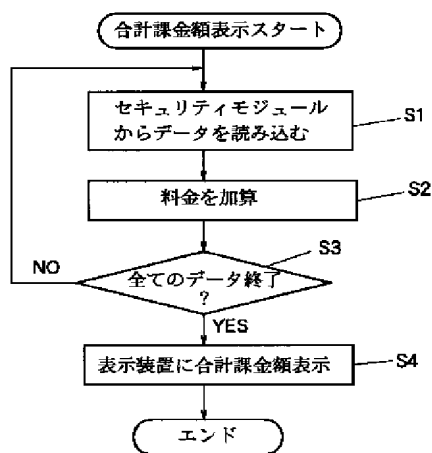 合計課金額表示スタート
セキュリティモジュール
からデータを読み込む
S1
料金を加算
S2
S3
全てのデータ終了
?
NO
YES
表示装置に合計課金額表示
S4
エンド